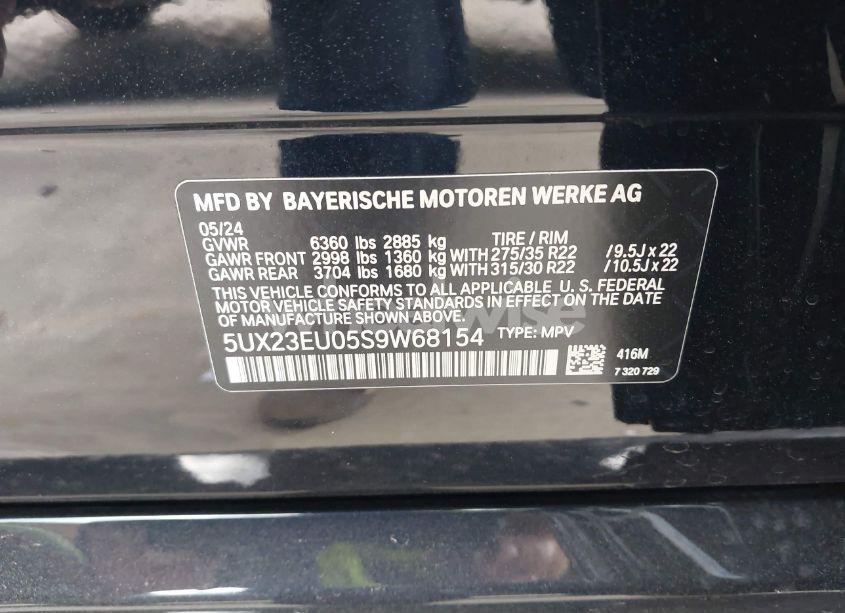 MFD BY BAYERISCHE MOTOREN WERKE AG
05/24
GVWR 6360 lbs 2885 kg TIRE / RIM
GAWR FRONT 2998 lbs 1360 kg WITH 275/35 R22 / 9.5J x 22
GAWR REAR 3704 lbs 1680 kg WITH 315/30 R22 / 10.5J x 22
THIS VEHICLE CONFORMS TO ALL APPLICABLE U. S. FEDERAL
MOTOR VEHICLE SAFETY STANDARDS IN EFFECT ON THE DATE
OF MANUFACTURE SHOWN ABOVE.
5UX23EU05S9W68154 TYPE: MPV
416M
7 320 729